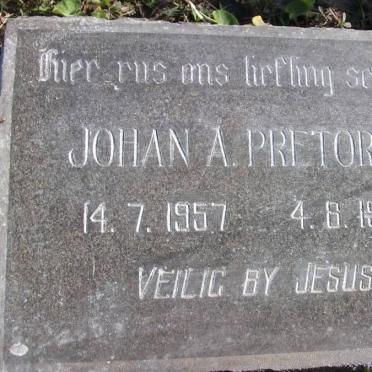 Hier rus ons liefling se
JOHAN A. PRETOR
14. 7. 1957 4. 8. 19
VEILIG BY JESUS